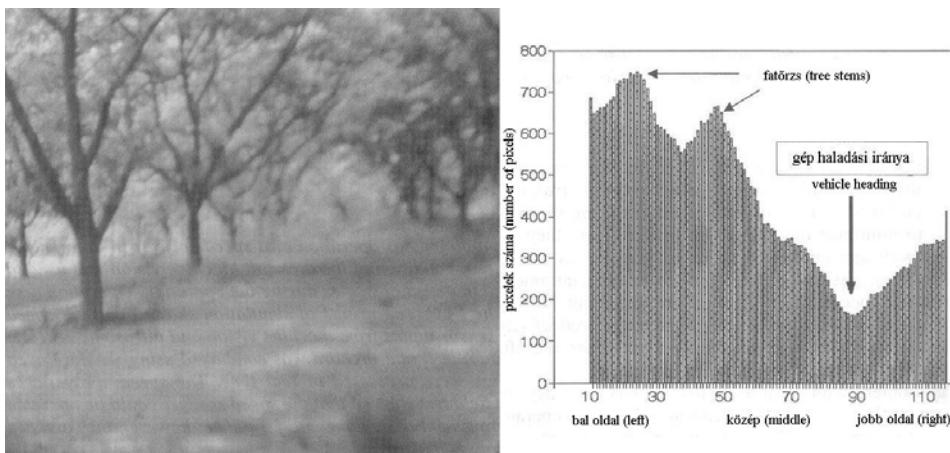 800
700
600
500
400
300
200
100
0
pixelek száma (number of pixels)
fatőrzs (tree stems)
gép haladási iránya
vehicle heading
10 30 50 70 90 110
bal oldal (left) közép (middle) jobb oldal (right)